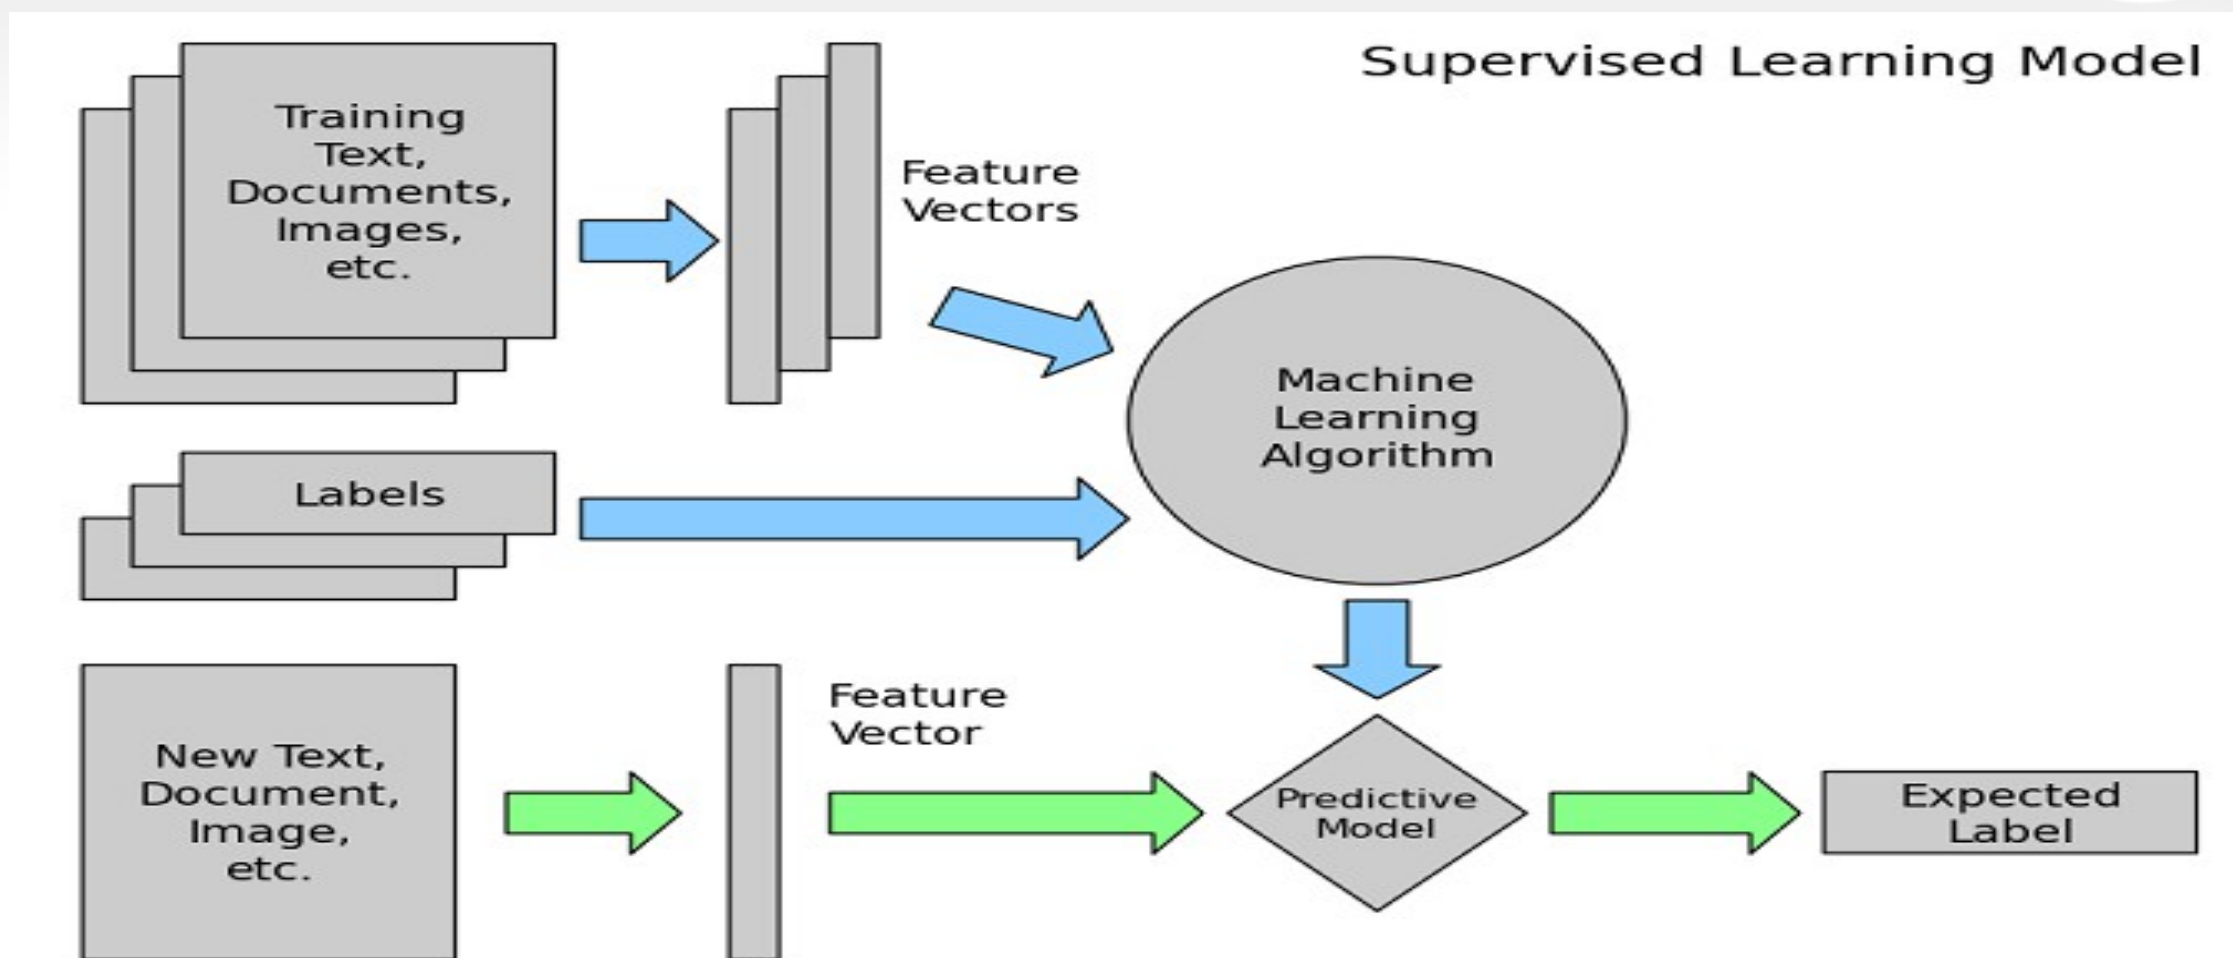 Supervised Learning Model
Training
Text,
Documents,
Images,
etc.
Feature
Vectors
Machine
Learning
Algorithm
Labels
New Text,
Document,
Image,
etc.
Feature
Vector
Predictive
Model
Expected
Label